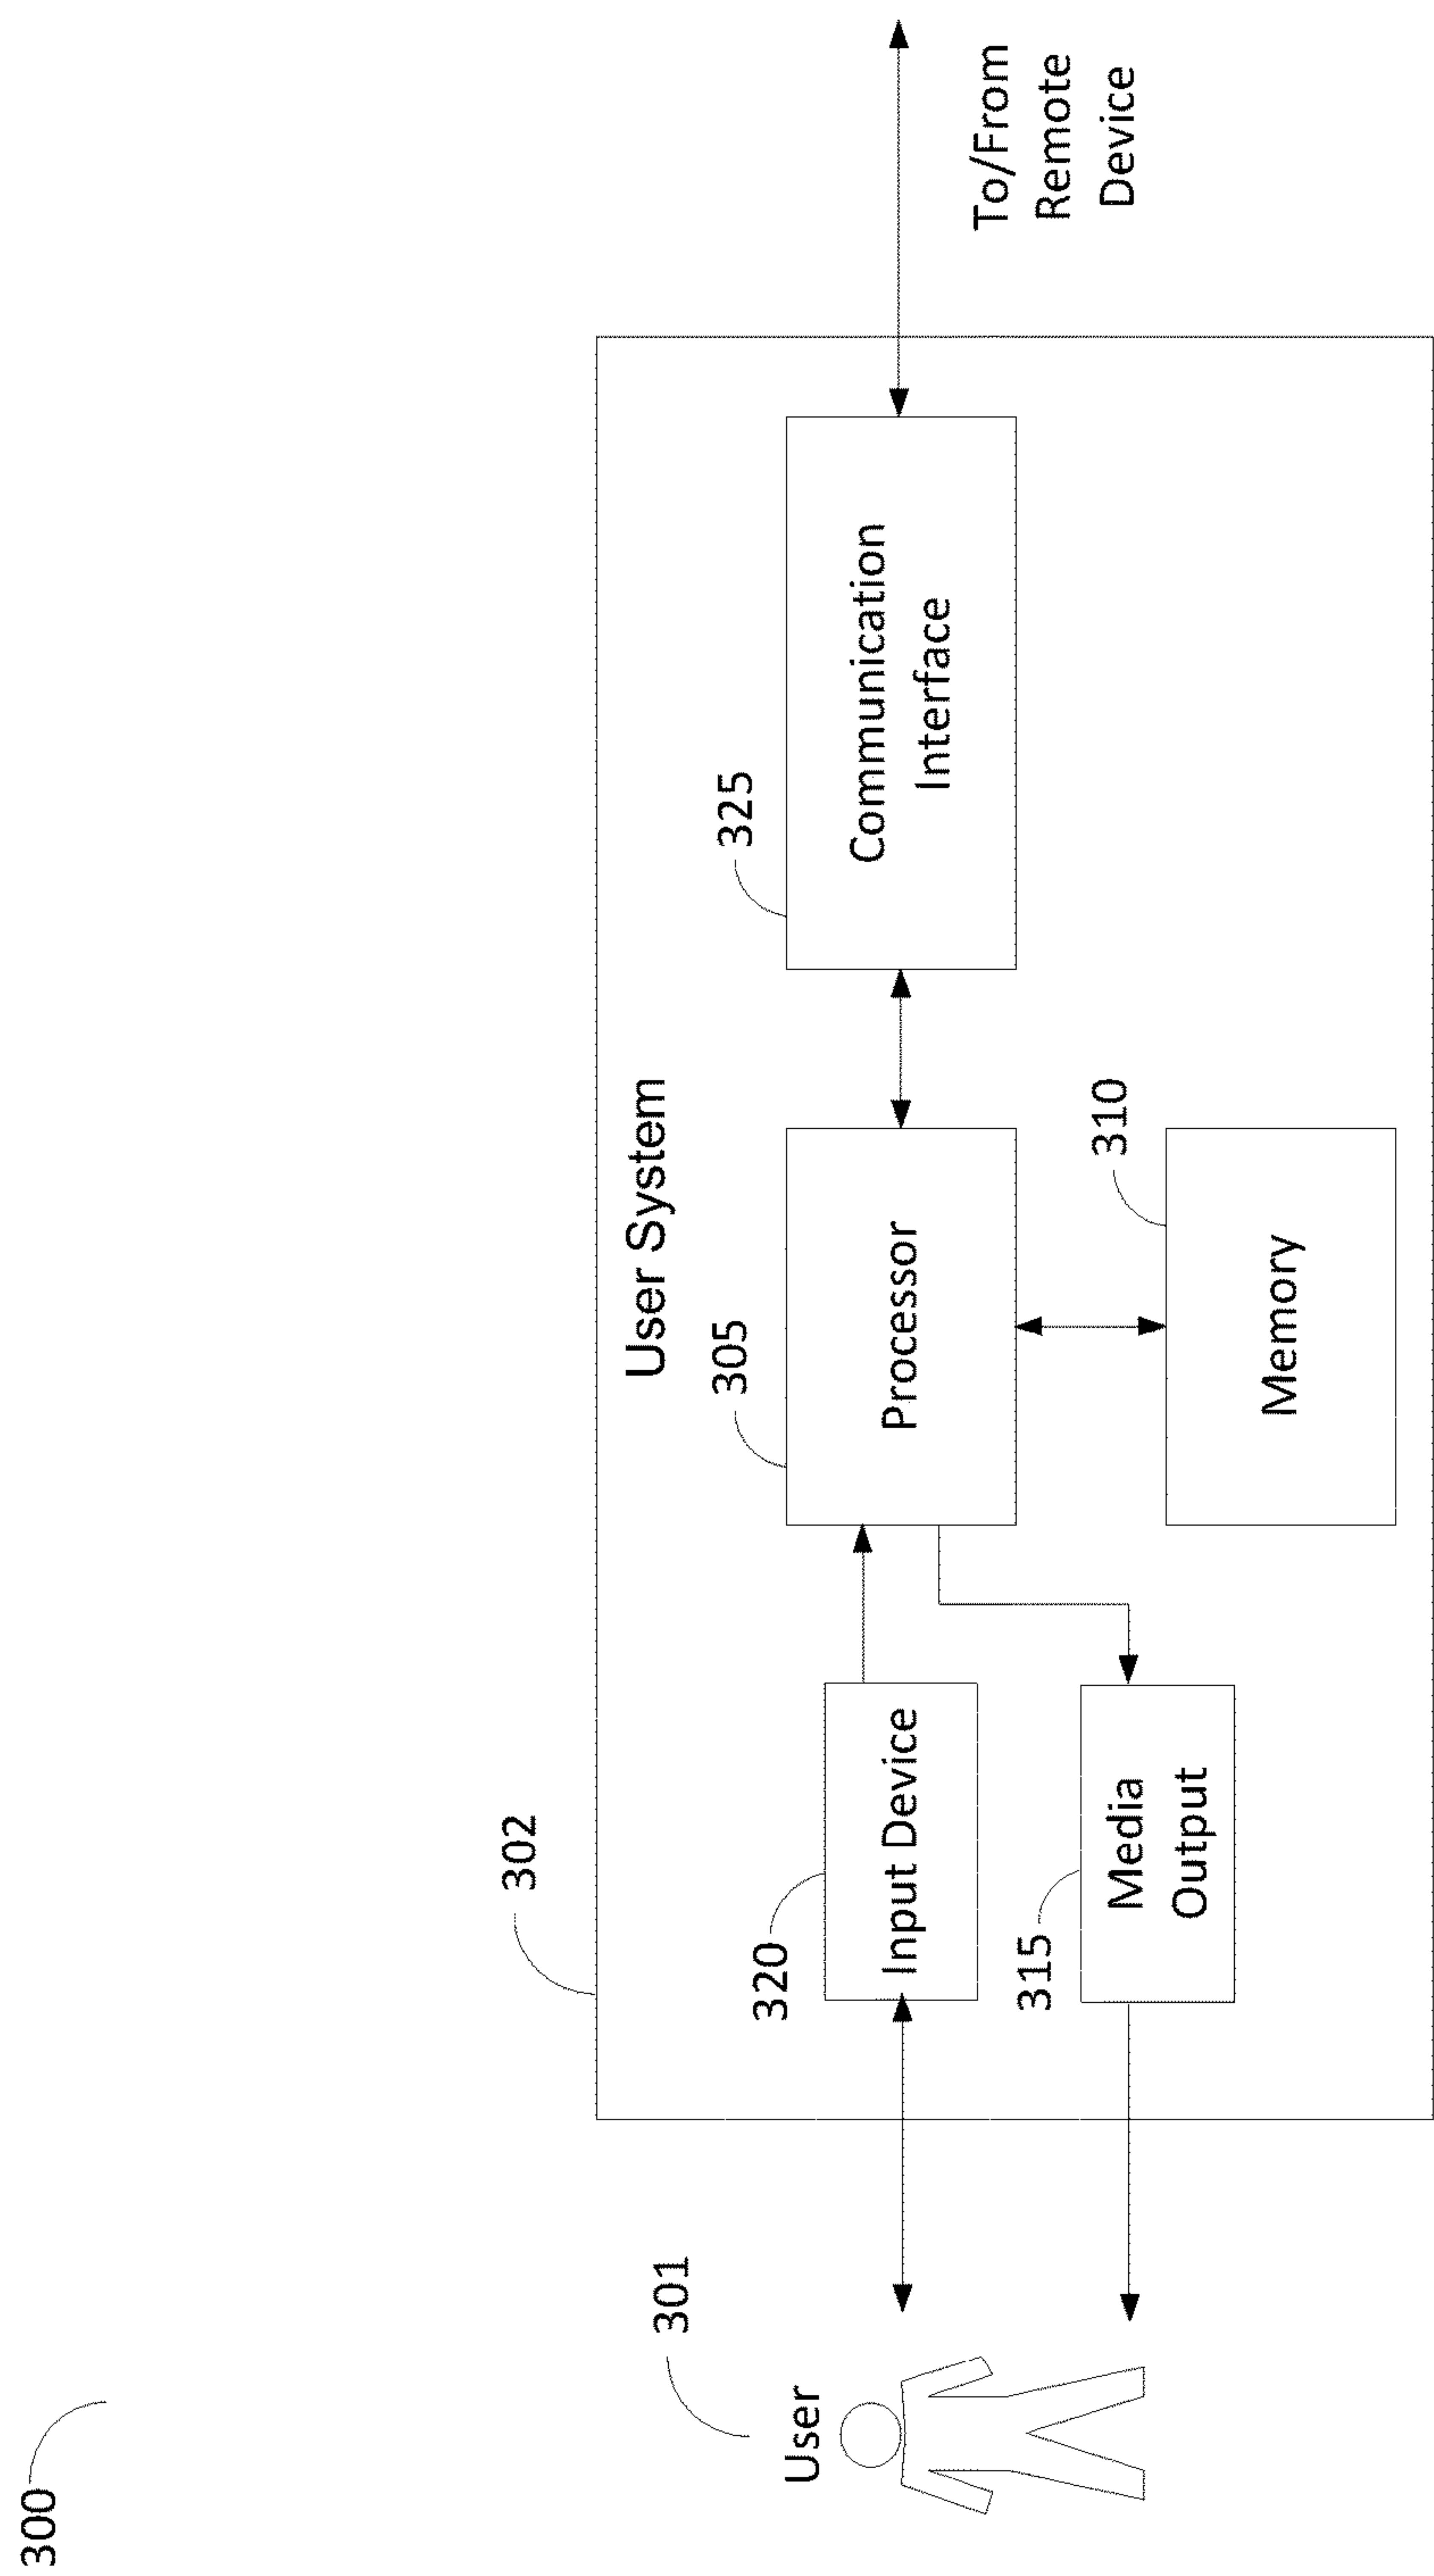 300
User
301
302
User System
320
Input Device
315
Media
Output
305
Processor
310
Memory
325
Communication
Interface
To/From
Remote
Device